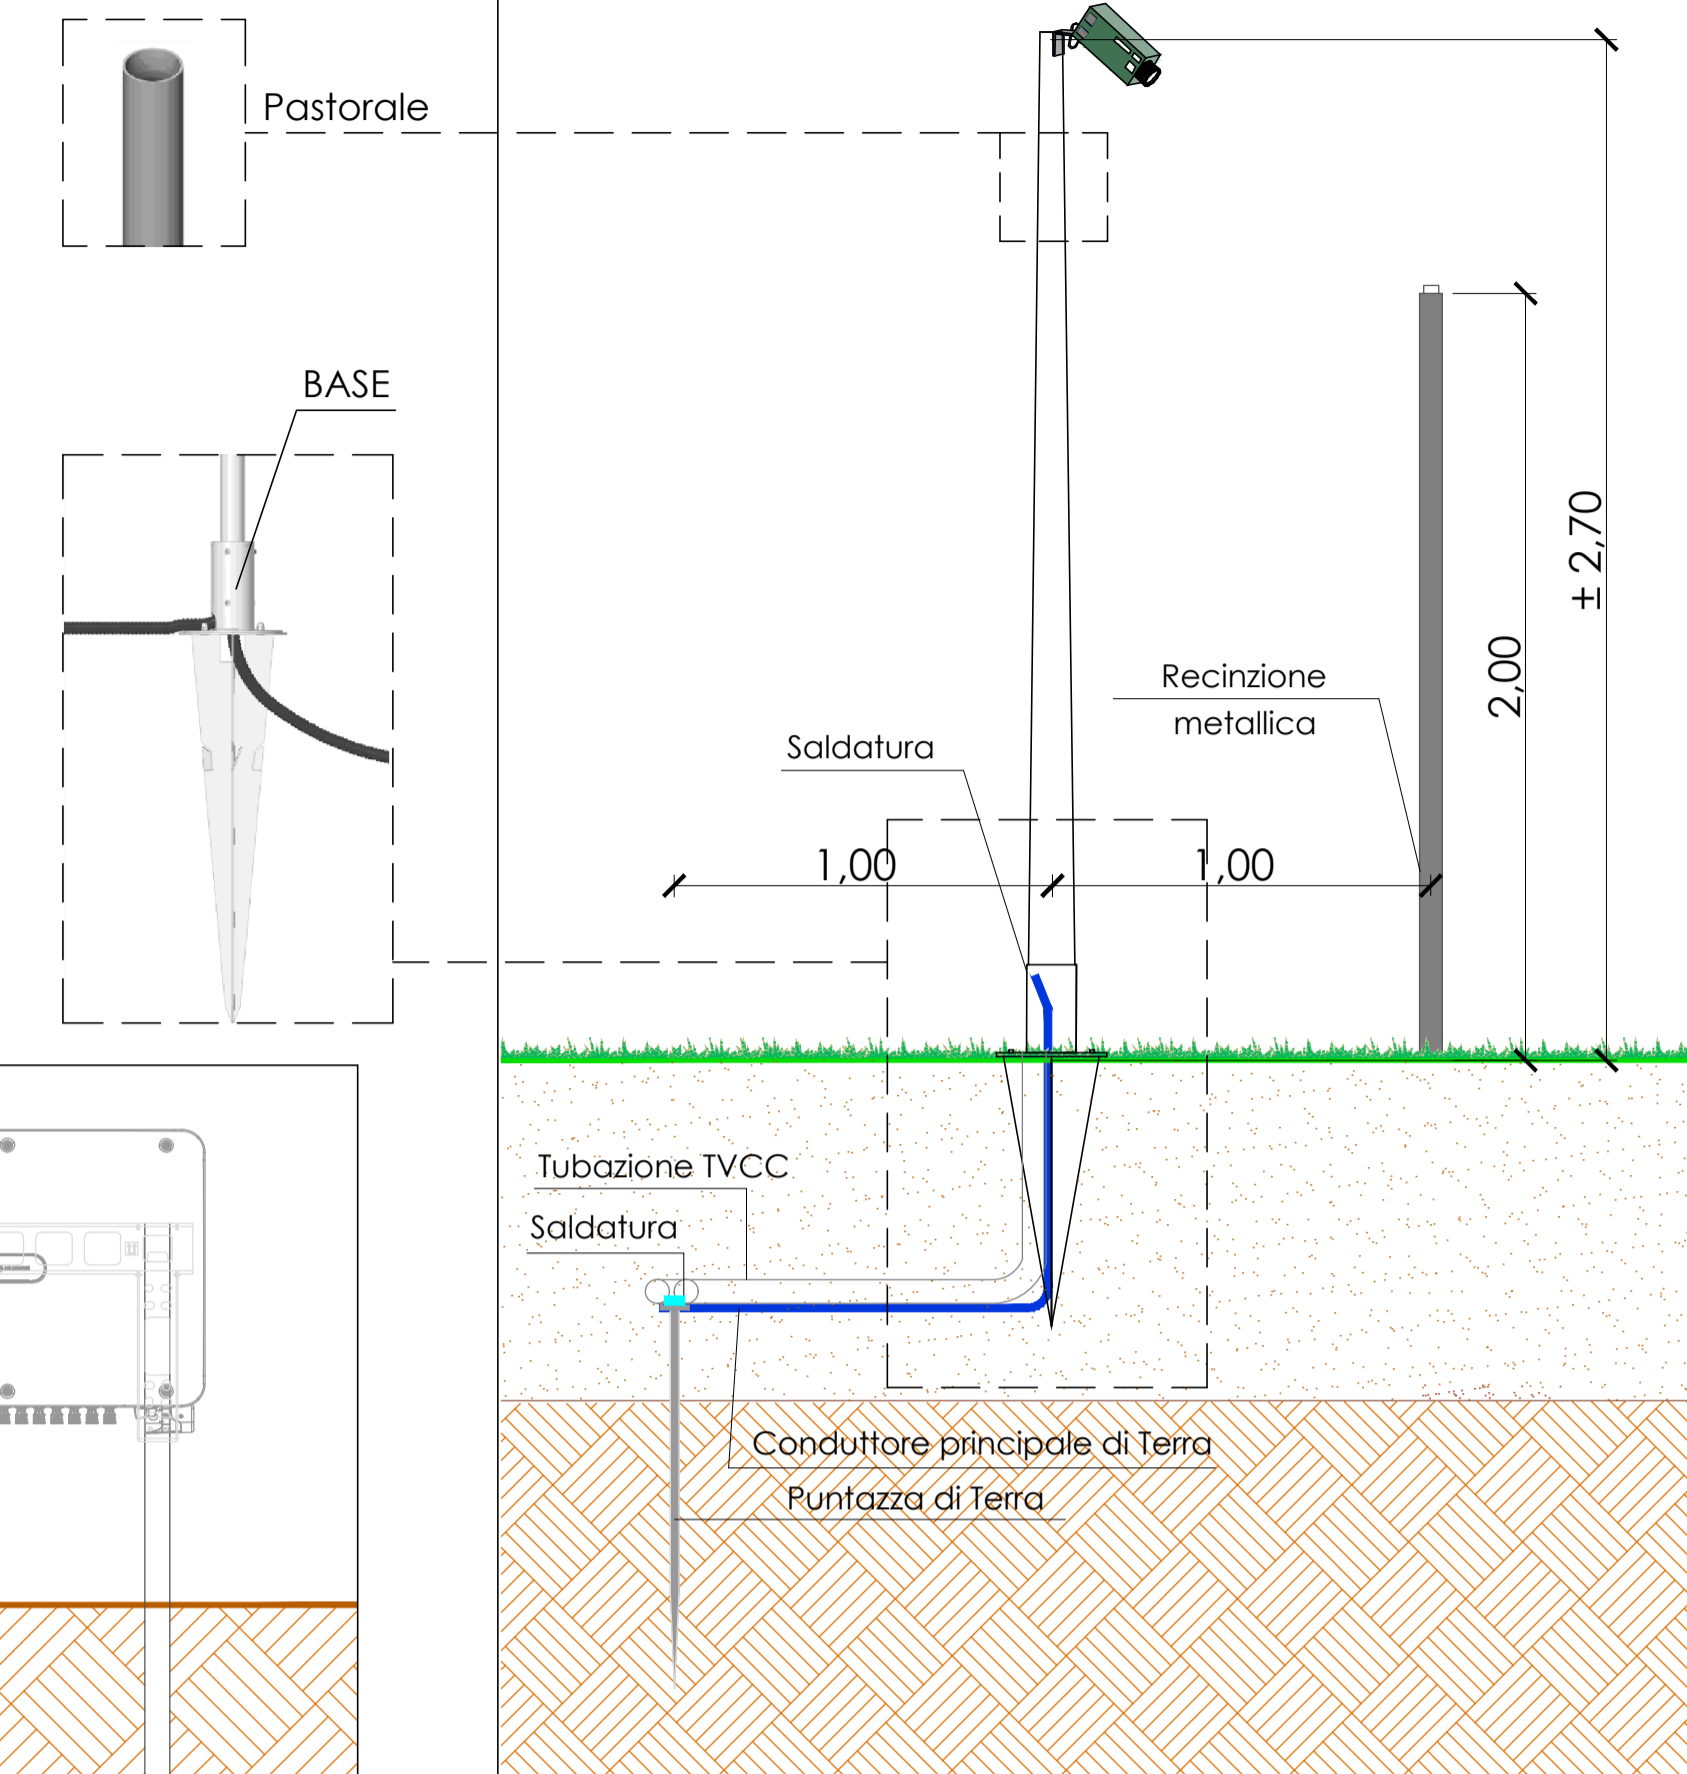 Pastorale
BASE
± 2,70
2,00
Recinzione
metallica
Saldatura
1,00
1,00
Tubazione TVCC
Saldatura
Conduttore principale di Terra
Puntazza di Terra